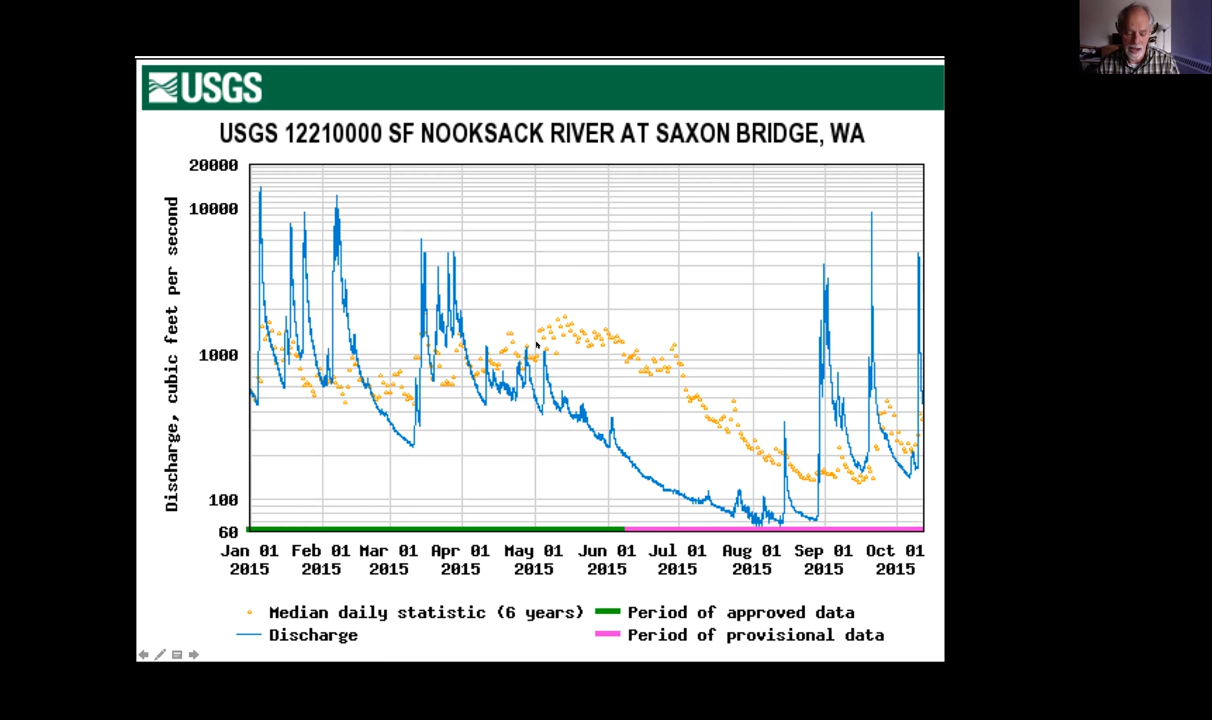 USGS
USGS 12210000 SF NOOKSACK RIVER AT SAXON BRIDGE, WA
Discharge, cubic feet per second
20000
10000
1000
100
60
Jan 01 Feb 01 Mar 01 Apr 01 May 01 Jun 01 Jul 01 Aug 01 Sep 01 Oct 01
2015 2015 2015 2015 2015 2015 2015 2015 2015 2015
Median daily statistic (6 years) Period of approved data
Discharge Period of provisional data